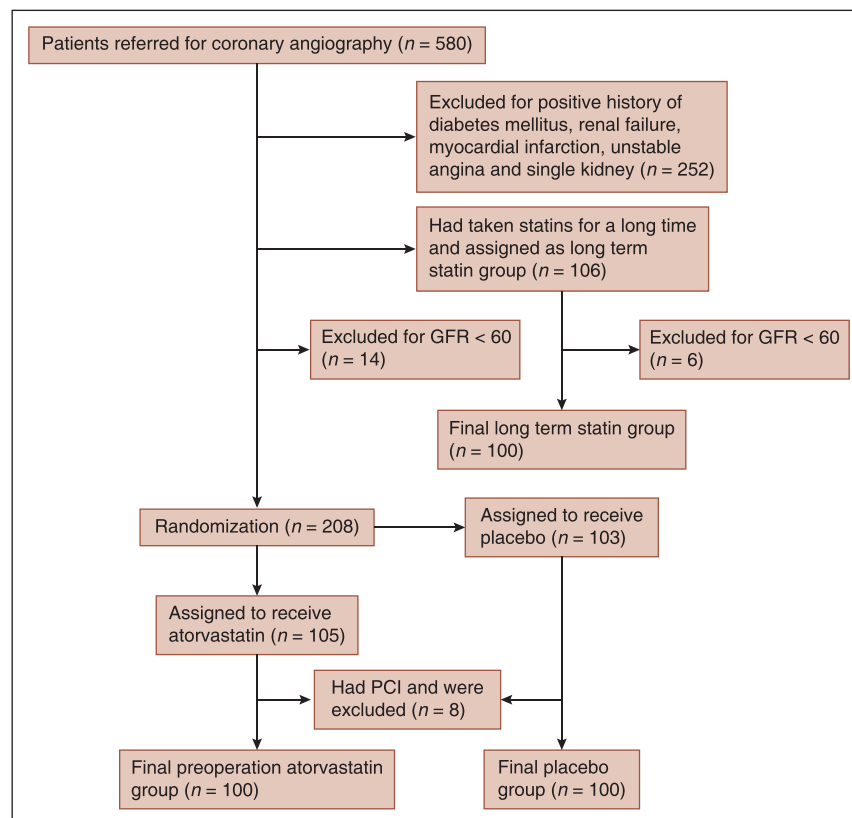 Patients referred for coronary angiography (n = 580)
Excluded for positive history of
diabetes mellitus, renal failure,
myocardial infarction, unstable
angina and single kidney (n = 252)
Had taken statins for a long time
and assigned as long term
statin group (n = 106)
Excluded for GFR < 60
(n = 14)
Excluded for GFR < 60
(n = 6)
Final long term statin group
(n = 100)
Randomization (n = 208)
Assigned to receive
placebo (n = 103)
Assigned to receive
atorvastatin (n = 105)
Had PCI and were
excluded (n = 8)
Final preoperation atorvastatin
group (n = 100)
Final placebo
group (n = 100)